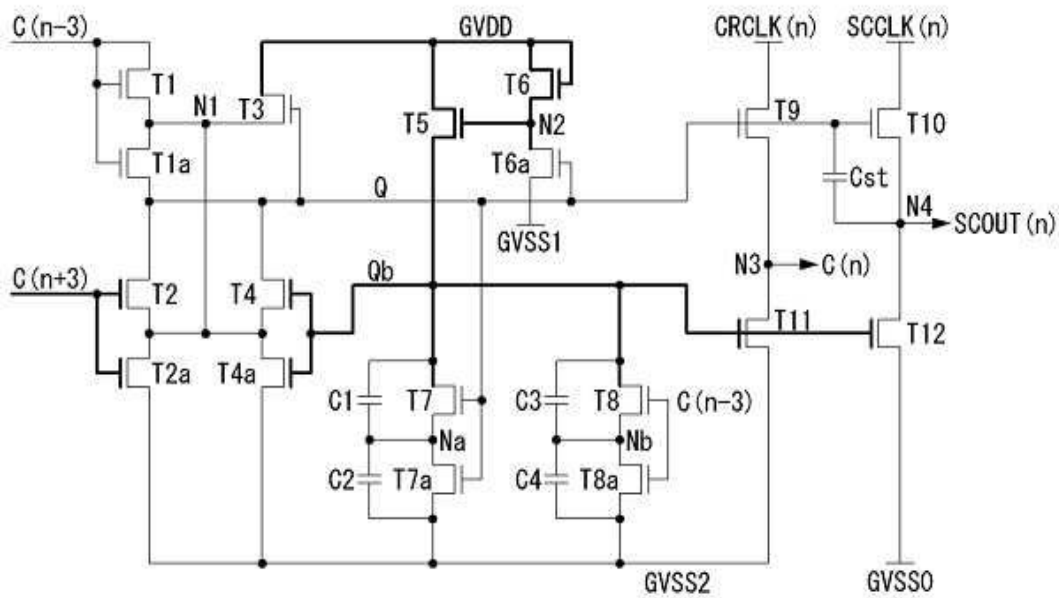 C(n-3) GVDD CRCLK(n) SCCLK(n)
T1 T6
N1 T3 T5 N2 T9 T10
T1a T6a Cst
Q N4 SCOUT(n)
GVSS1
C(n+3) Qb N3 C(n)
T2 T4 T11 T12
T2a T4a
C1 T7 C3 T8 C(n-3)
Na Nb
C2 T7a C4 T8a
GVSS2 GVSS0